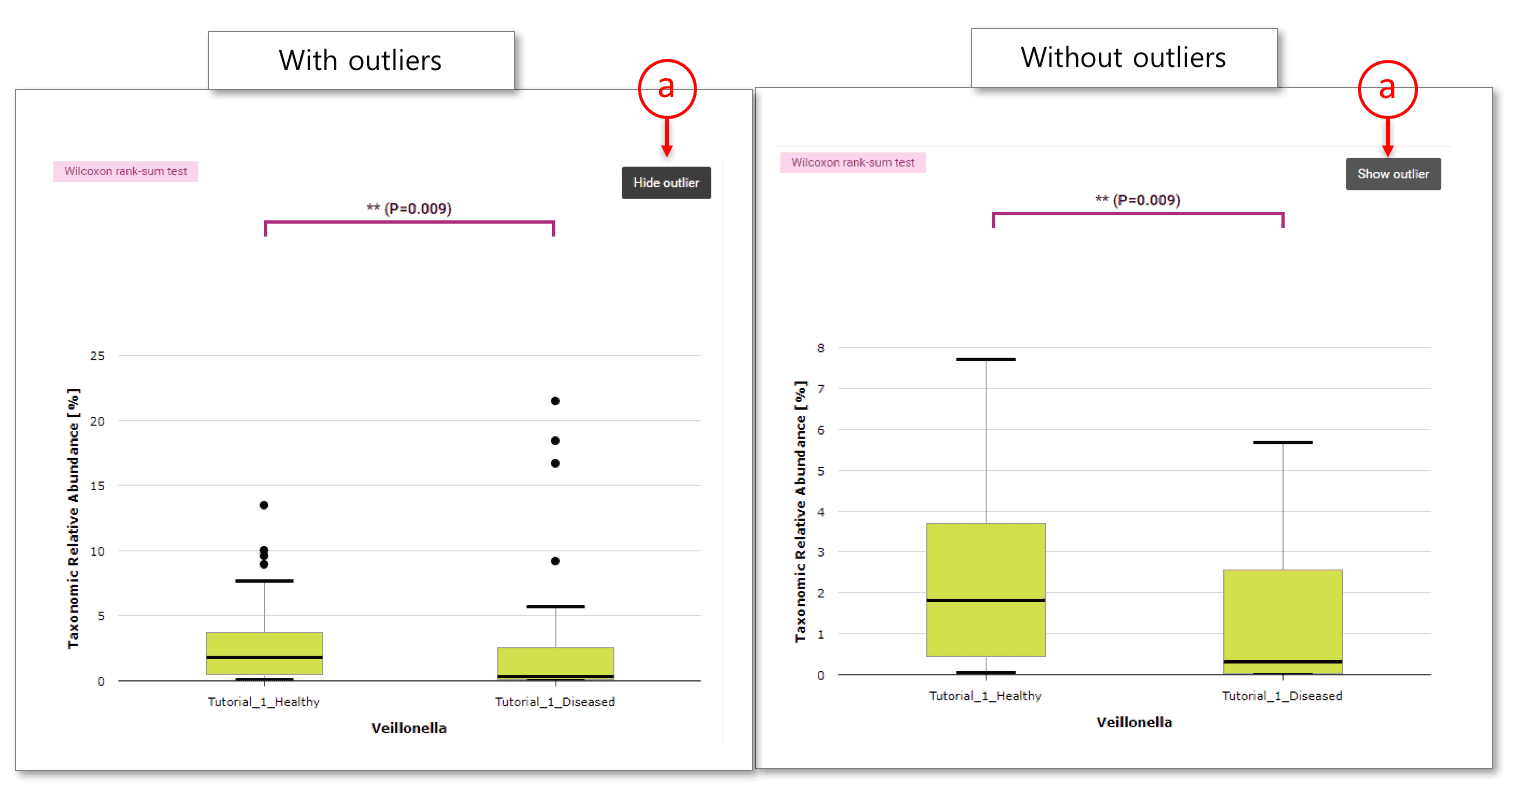 With outliers
a
Wilcoxon rank-sum test
Hide outlier
** (P=0.009)
25
20
15
10
5
0
Taxonomic Relative Abundance [%]
Tutorial_1_Healthy
Tutorial_1_Diseased
Veillonella
Without outliers
a
Wilcoxon rank-sum test
Show outlier
** (P=0.009)
8
7
6
5
4
3
2
1
0
Taxonomic Relative Abundance [%]
Tutorial_1_Healthy
Tutorial_1_Diseased
Veillonella